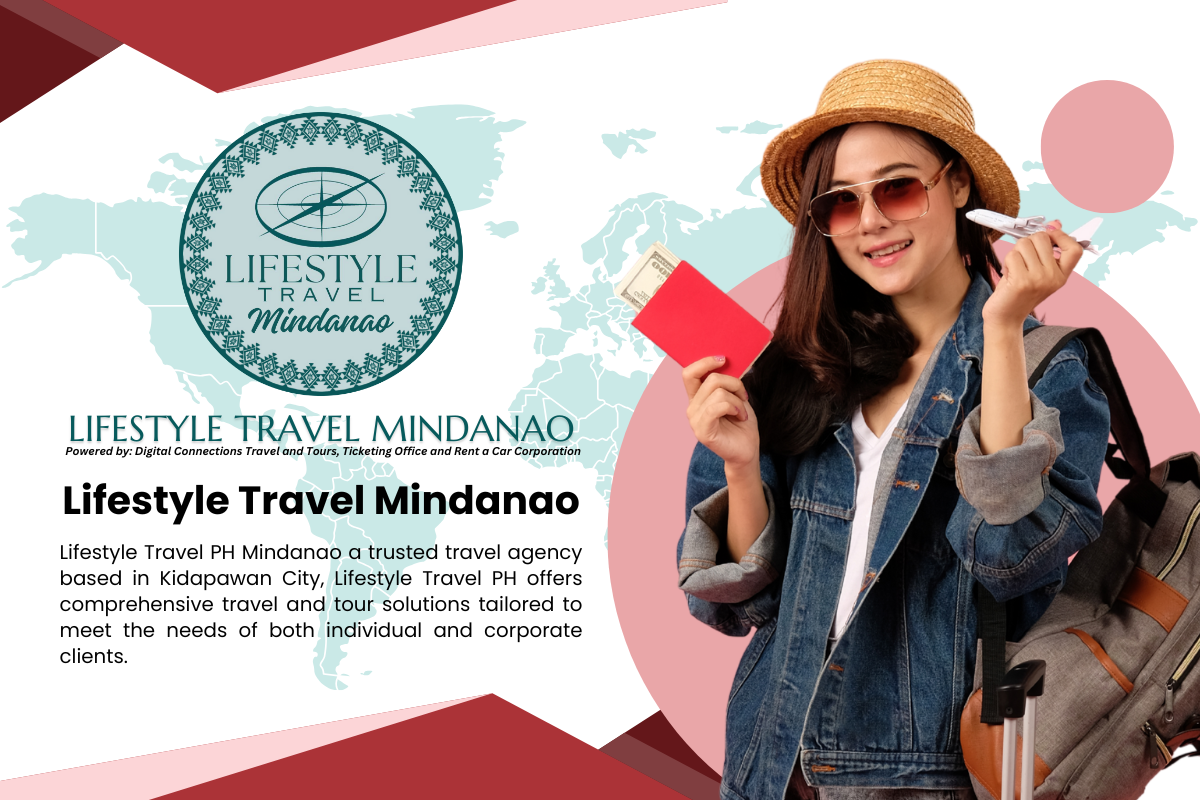 LIFESTYLE
TRAVEL
Mindanao
LIFESTYLE TRAVEL MINDANAO
Powered by: Digital Connections Travel and Tours, Ticketing Office and Rent a Car Corporation
Lifestyle Travel Mindanao
Lifestyle Travel PH Mindanao a trusted travel agency
based in Kidapawan City, Lifestyle Travel PH offers
comprehensive travel and tour solutions tailored to
meet the needs of both individual and corporate
clients.